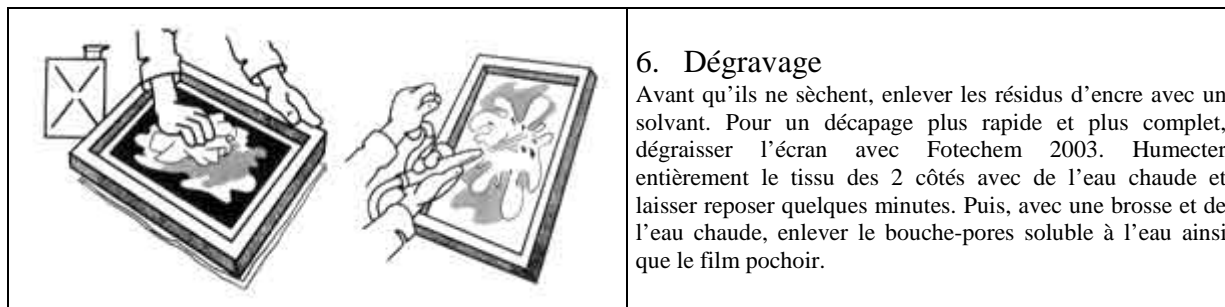 6. Dégravage
Avant qu'ils ne sèchent, enlever les résidus d'encre avec un
solvant. Pour un décapage plus rapide et plus complet,
dégraisser l'écran avec Fotechem 2003. Humecter
entièrement le tissu des 2 côtés avec de l'eau chaude et
laisser reposer quelques minutes. Puis, avec une brosse et de
l'eau chaude, enlever le bouche-pores soluble à l'eau ainsi
que le film pochoir.